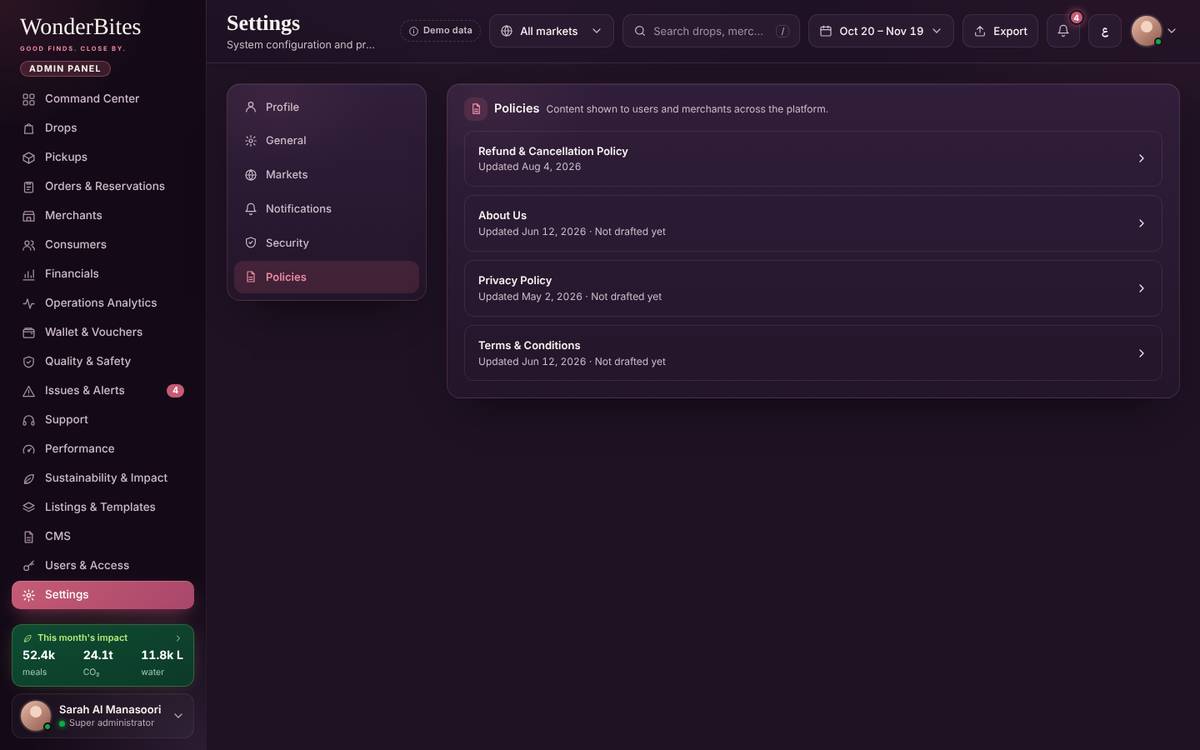 WonderBites
GOOD FINDS. CLOSE BY.
ADMIN PANEL
Command Center
Drops
Pickups
Orders & Reservations
Merchants
Consumers
Financials
Operations Analytics
Wallet & Vouchers
Quality & Safety
Issues & Alerts 4
Support
Performance
Sustainability & Impact
Listings & Templates
CMS
Users & Access
Settings
This month's impact
52.4k 24.1t 11.8k L
meals CO₂ water
Sarah Al Manasoori
Super administrator
Settings
System configuration and pr...
Demo data
All markets
Search drops, merc... /
Oct 20 – Nov 19
Export
4
ع
Profile
General
Markets
Notifications
Security
Policies
Policies Content shown to users and merchants across the platform.
Refund & Cancellation Policy
Updated Aug 4, 2026
About Us
Updated Jun 12, 2026 · Not drafted yet
Privacy Policy
Updated May 2, 2026 · Not drafted yet
Terms & Conditions
Updated Jun 12, 2026 · Not drafted yet